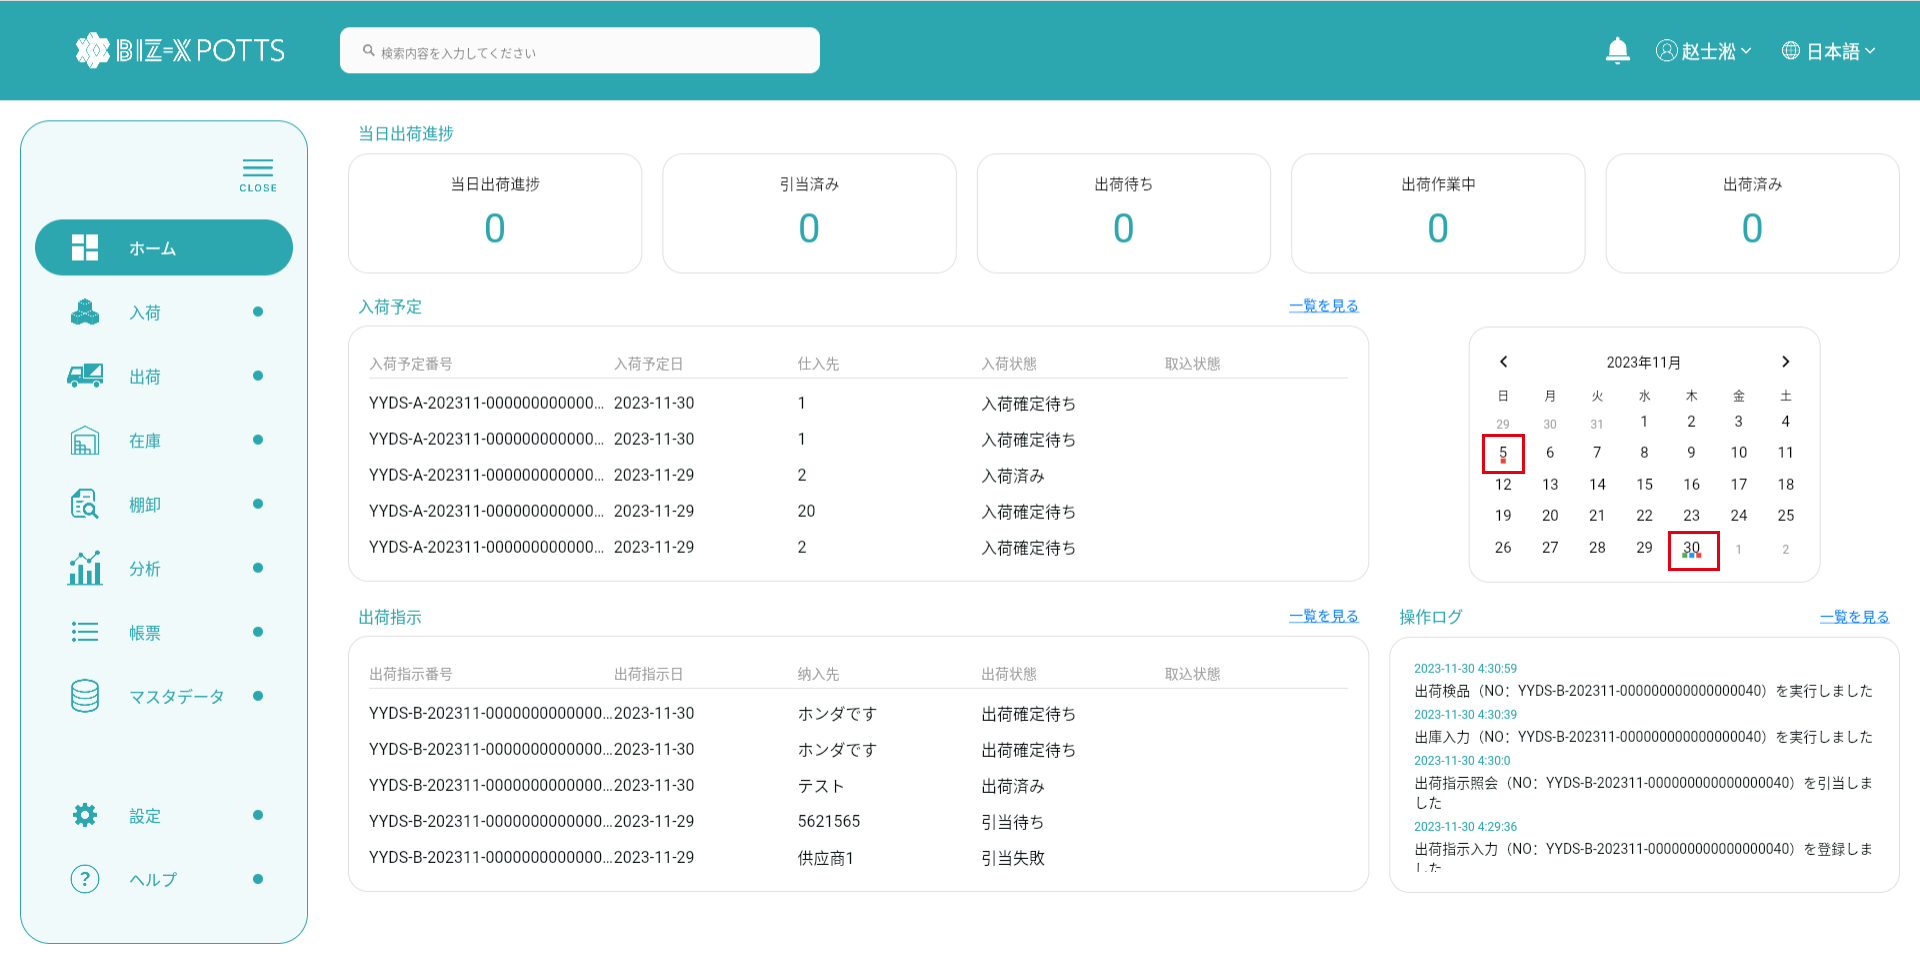 BIZ-X POTTS
検索内容を入力してください
赵士淞
日本語
CLOSE
ホーム
入荷
出荷
在庫
棚卸
分析
帳票
マスタデータ
設定
? ヘルプ
当日出荷進捗
当日出荷進捗 引当済み 出荷待ち 出荷作業中 出荷済み
0 0 0 0 0
入荷予定 一覧を見る
入荷予定番号 入荷予定日 仕入先 入荷状態 取込状態
YYDS-A-202311-000000000000... 2023-11-30 1 入荷確定待ち
YYDS-A-202311-000000000000... 2023-11-30 1 入荷確定待ち
YYDS-A-202311-000000000000... 2023-11-29 2 入荷済み
YYDS-A-202311-000000000000... 2023-11-29 20 入荷確定待ち
YYDS-A-202311-000000000000... 2023-11-29 2 入荷確定待ち
2023年11月
日 月 火 水 木 金 土
29 30 31 1 2 3 4
5 6 7 8 9 10 11
12 13 14 15 16 17 18
19 20 21 22 23 24 25
26 27 28 29 30 1 2
出荷指示 一覧を見る
出荷指示番号 出荷指示日 納入先 出荷状態 取込状態
YYDS-B-202311-0000000000000... 2023-11-30 ホンダです 出荷確定待ち
YYDS-B-202311-0000000000000... 2023-11-30 ホンダです 出荷確定待ち
YYDS-B-202311-0000000000000... 2023-11-30 テスト 出荷済み
YYDS-B-202311-0000000000000... 2023-11-29 5621565 引当待ち
YYDS-B-202311-0000000000000... 2023-11-29 供应商1 引当失敗
操作ログ 一覧を見る
2023-11-30 4:30:59
出荷検品（NO：YYDS-B-202311-000000000000000040）を実行しました
2023-11-30 4:30:39
出庫入力（NO：YYDS-B-202311-000000000000000040）を実行しました
2023-11-30 4:30:0
出荷指示照会（NO：YYDS-B-202311-000000000000000040）を引当しま
した
2023-11-30 4:29:36
出荷指示入力（NO：YYDS-B-202311-000000000000000040）を登録しま
した